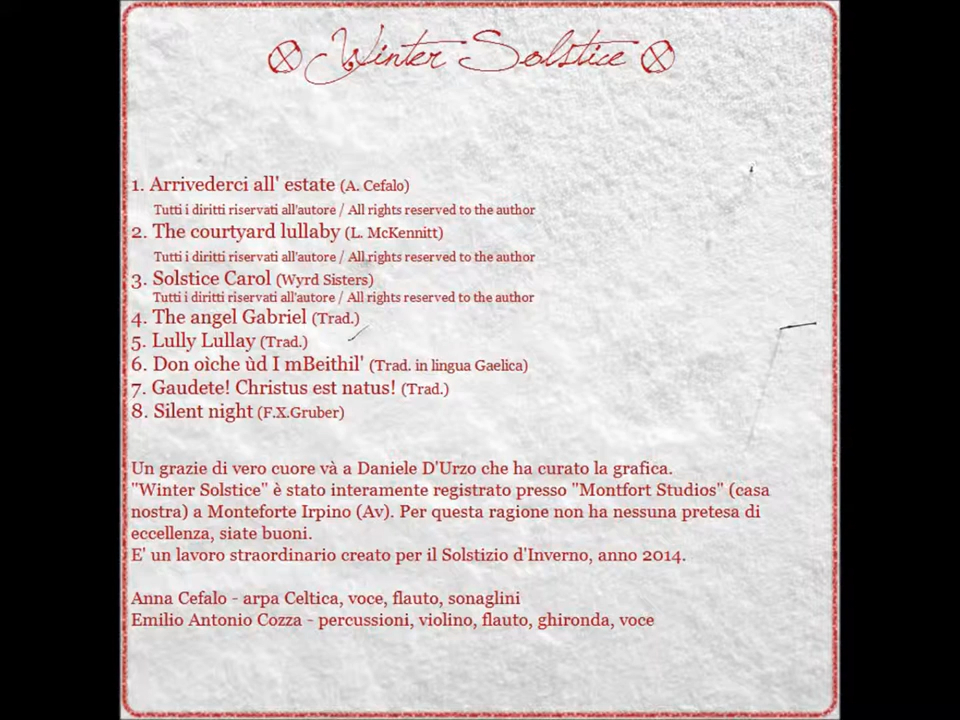 Winter Solstice
1. Arrivederci all' estate (A. Cefalo)
Tutti i diritti riservati all'autore / All rights reserved to the author
2. The courtyard lullaby (L. McKennitt)
Tutti i diritti riservati all'autore / All rights reserved to the author
3. Solstice Carol (Wyrd Sisters)
Tutti i diritti riservati all'autore / All rights reserved to the author
4. The angel Gabriel (Trad.)
5. Lully Lullay (Trad.)
6. Don oìche ùd I mBeithil' (Trad. in lingua Gaelica)
7. Gaudete! Christus est natus! (Trad.)
8. Silent night (F.X.Gruber)
Un grazie di vero cuore và a Daniele D'Urzo che ha curato la grafica.
"Winter Solstice" è stato interamente registrato presso "Montfort Studios" (casa
nostra) a Monteforte Irpino (Av). Per questa ragione non ha nessuna pretesa di
eccellenza, siate buoni.
E' un lavoro straordinario creato per il Solstizio d'Inverno, anno 2014.
Anna Cefalo - arpa Celtica, voce, flauto, sonaglini
Emilio Antonio Cozza - percussioni, violino, flauto, ghironda, voce